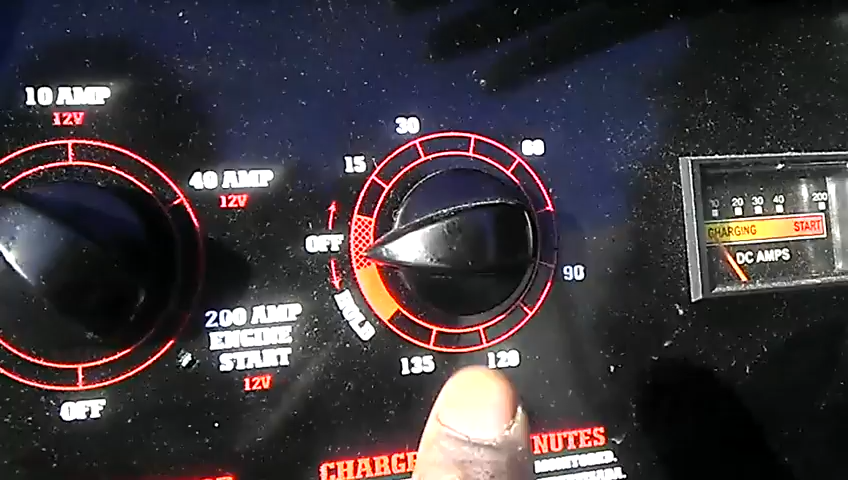 10 AMP
12V
40 AMP
12V
200 AMP
ENGINE
START
12V
OFF
15
30
60
90
120
135
HOLD
OFF
10 20 30 40 200
CHARGING START
DC AMPS
NUTES
MONITORED.